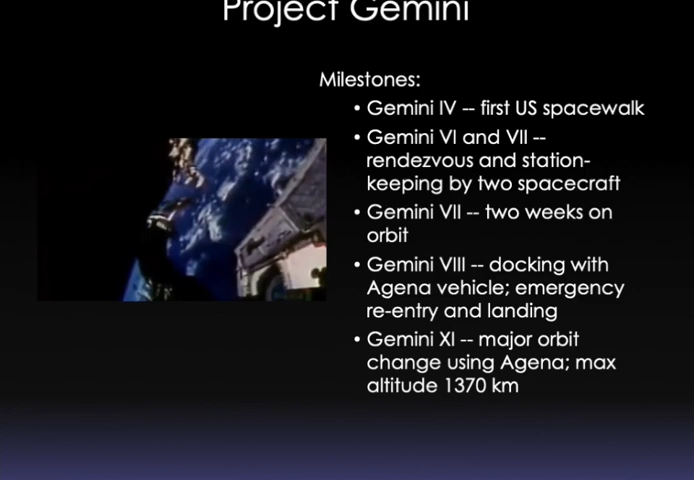 Project Gemini
Milestones:
• Gemini IV -- first US spacewalk
• Gemini VI and VII --
rendezvous and station-
keeping by two spacecraft
• Gemini VII -- two weeks on
orbit
• Gemini VIII -- docking with
Agena vehicle; emergency
re-entry and landing
• Gemini XI -- major orbit
change using Agena; max
altitude 1370 km